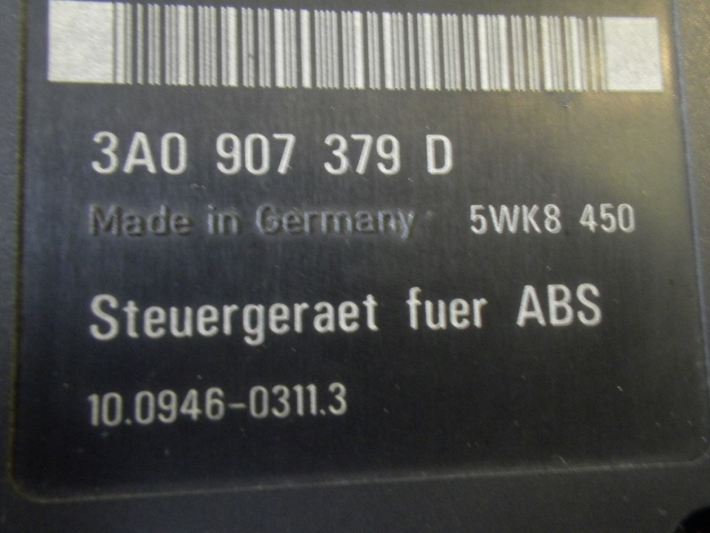 3A0 907 379 D
Made in Germany 5WK8 450
Steuergeraet fuer ABS
10.0946-0311.3